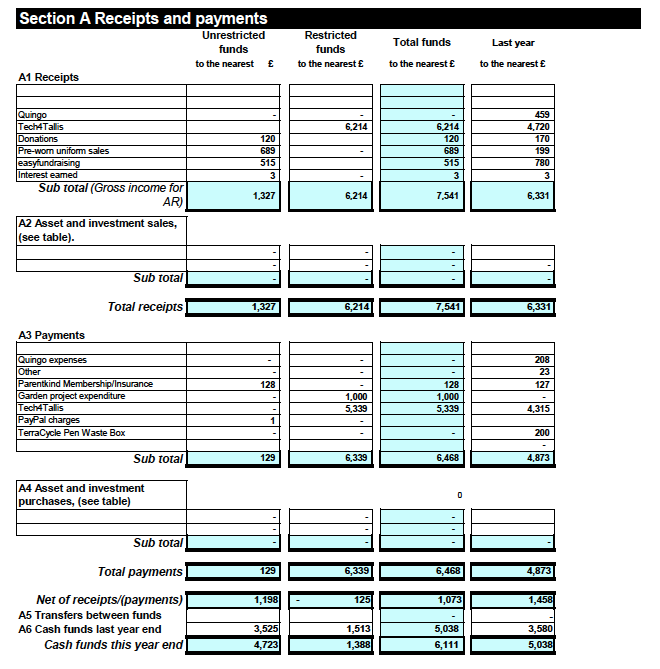 Section A Receipts and payments
Unrestricted funds Restricted funds Total funds Last year
to the nearest £ to the nearest £ to the nearest £ to the nearest £
A1 Receipts
Quingo - - - 459
Tech4Tallis 6,214 6,214 4,720
Donations 120 120 170
Pre-worn uniform sales 689 - 689 199
easyfundraising 515 515 780
Interest earned 3 - 3 3
Sub total (Gross income for AR) 1,327 6,214 7,541 6,331
A2 Asset and investment sales, (see table).
- - -
- - - -
Sub total - - - -
Total receipts 1,327 6,214 7,541 6,331
A3 Payments
Quingo expenses - - - 208
Other - - - 23
Parentkind Membership/Insurance 128 - 128 127
Garden project expenditure - 1,000 1,000 -
Tech4Tallis - 5,339 5,339 4,315
PayPal charges 1 -
TerraCycle Pen Waste Box - - - 200
-
Sub total 129 6,339 6,468 4,873
A4 Asset and investment purchases, (see table) 0
- - -
- - -
Sub total - - - -
Total payments 129 6,339 6,468 4,873
Net of receipts/(payments) 1,198 - 125 1,073 1,458
A5 Transfers between funds - -
A6 Cash funds last year end 3,525 1,513 5,038 3,580
Cash funds this year end 4,723 1,388 6,111 5,038